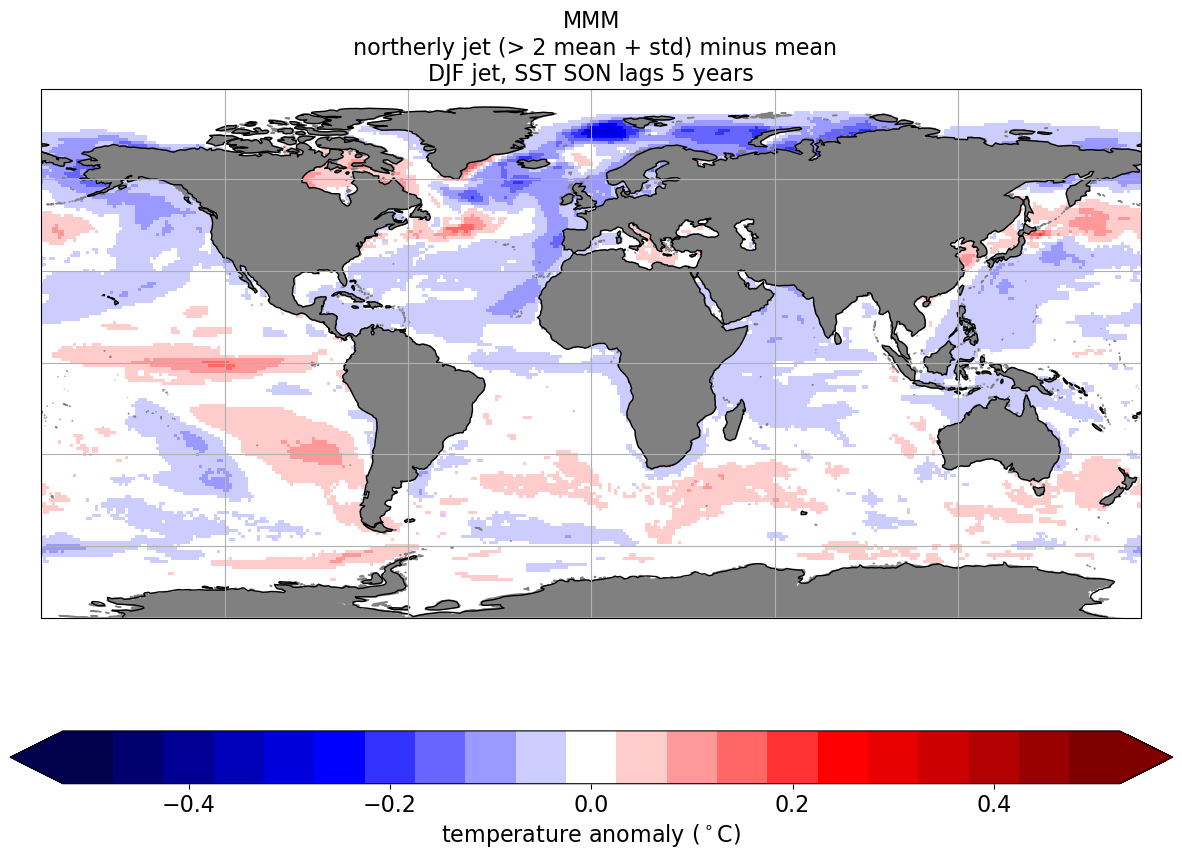 MMM
northerly jet (> 2 mean + std) minus mean
DJF jet, SST SON lags 5 years
−0.4 −0.2 0.0 0.2 0.4
temperature anomaly (°C)